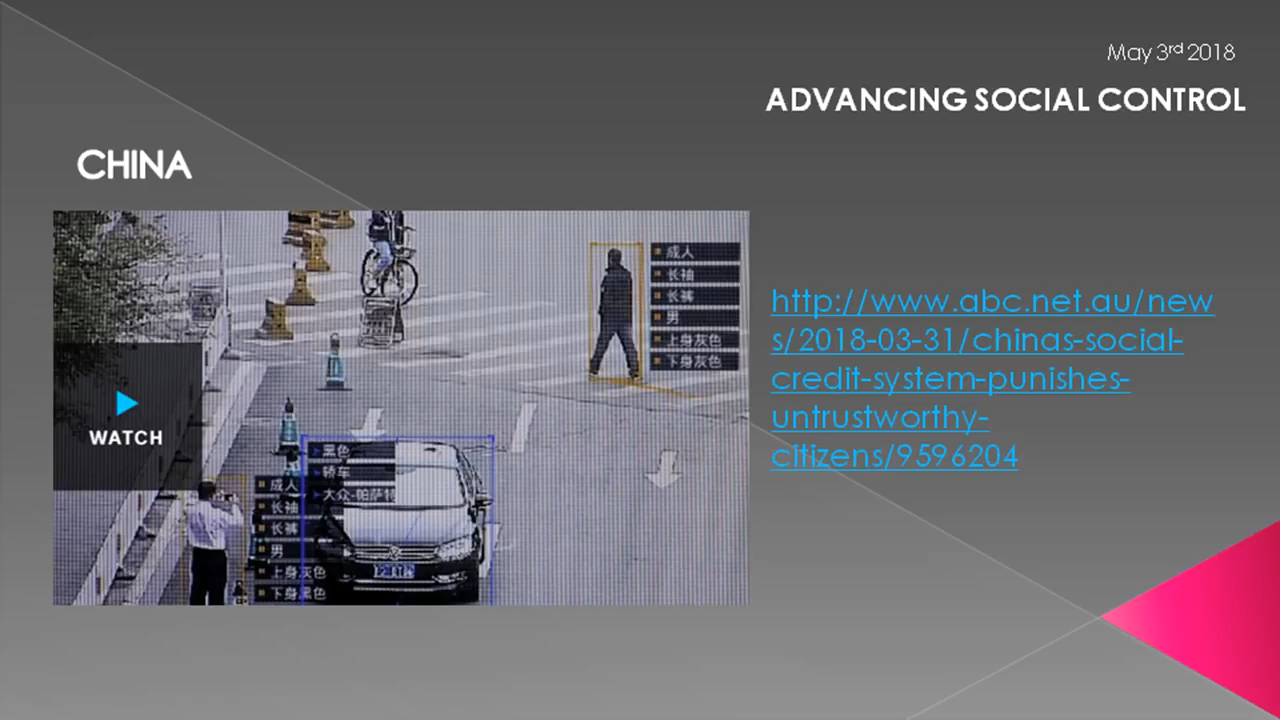 May 3rd 2018
ADVANCING SOCIAL CONTROL
CHINA
成人
长袖
长裤
男
上身灰色
下身灰色
WATCH
黑色
轿车
大众-帕萨特
成人
长袖
长裤
男
上身灰色
下身黑色
http://www.abc.net.au/new
s/2018-03-31/chinas-social-
credit-system-punishes-
untrustworthy-
citizens/9596204